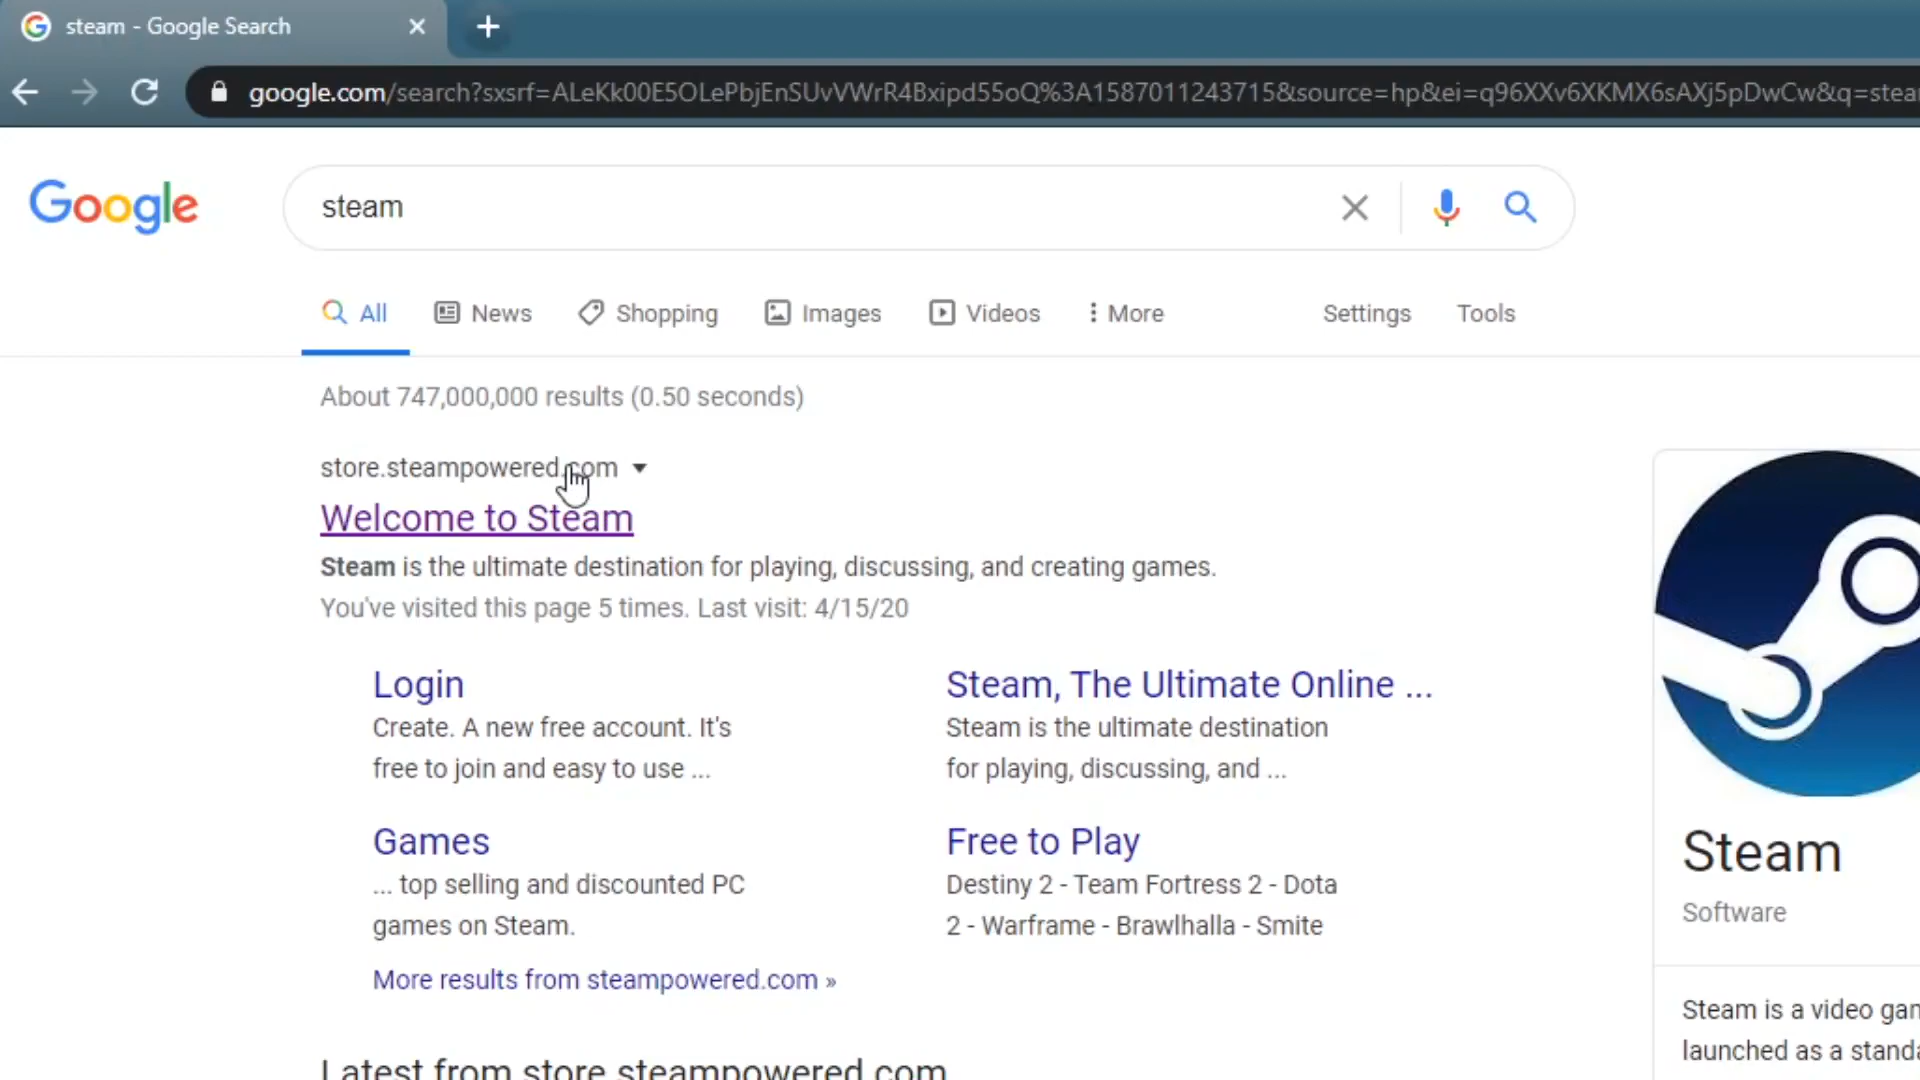 steam - Google Search
google.com/search?sxsrf=ALeKk00E5OLePbjEnSUvVWrR4Bxipd55oQ%3A1587011243715&source=hp&ei=q96XXv6XKMX6sAXj5pDwCw&q=stea
Google
steam
All News Shopping Images Videos More Settings Tools
About 747,000,000 results (0.50 seconds)
store.steampowered.com
Welcome to Steam
Steam is the ultimate destination for playing, discussing, and creating games.
You've visited this page 5 times. Last visit: 4/15/20
Login
Create. A new free account. It's
free to join and easy to use ...
Steam, The Ultimate Online ...
Steam is the ultimate destination
for playing, discussing, and ...
Games
... top selling and discounted PC
games on Steam.
Free to Play
Destiny 2 - Team Fortress 2 - Dota
2 - Warframe - Brawlhalla - Smite
More results from steampowered.com »
Latest from store.steampowered.com
Steam
Software
Steam is a video gam
launched as a standa